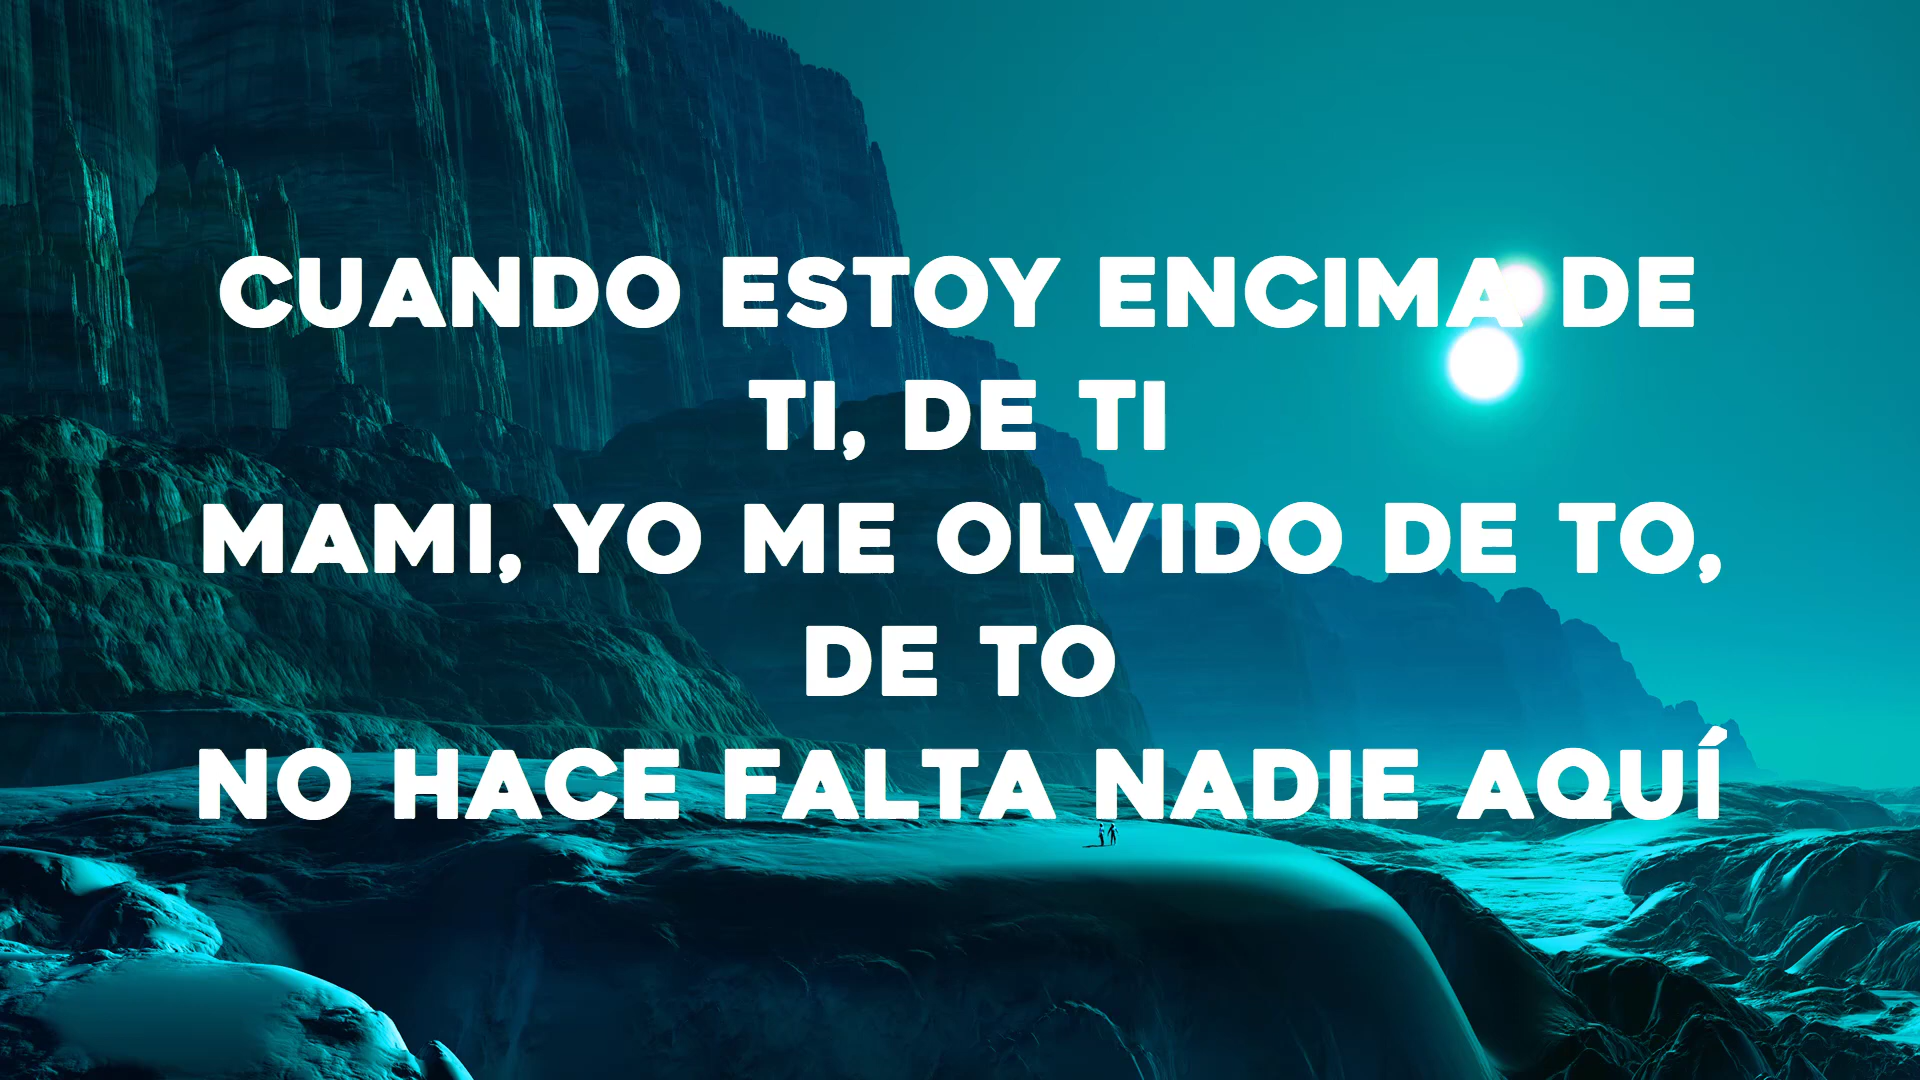 CUANDO ESTOY ENCIMA DE
TI, DE TI
MAMI, YO ME OLVIDO DE TO,
DE TO
NO HACE FALTA NADIE AQUÍ